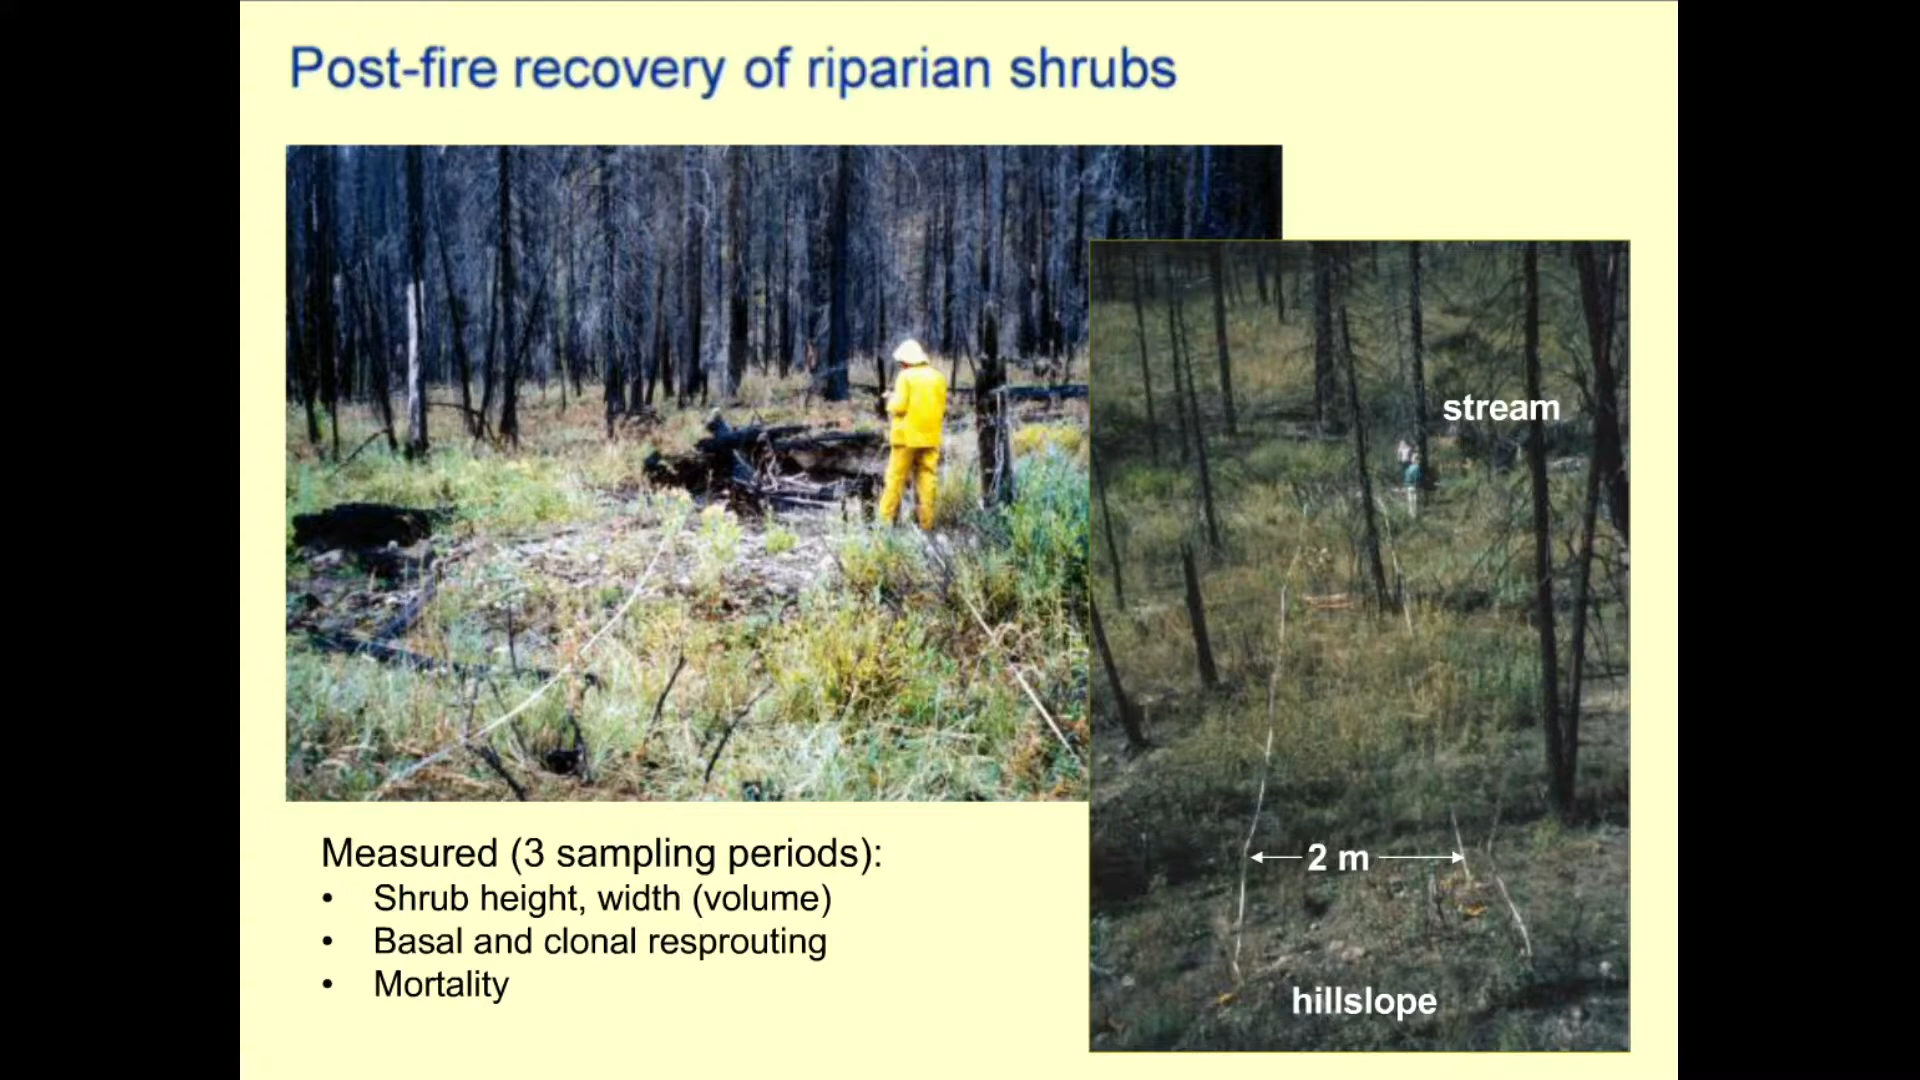 Post-fire recovery of riparian shrubs
stream
2 m
hillslope
Measured (3 sampling periods):
• Shrub height, width (volume)
• Basal and clonal resprouting
• Mortality